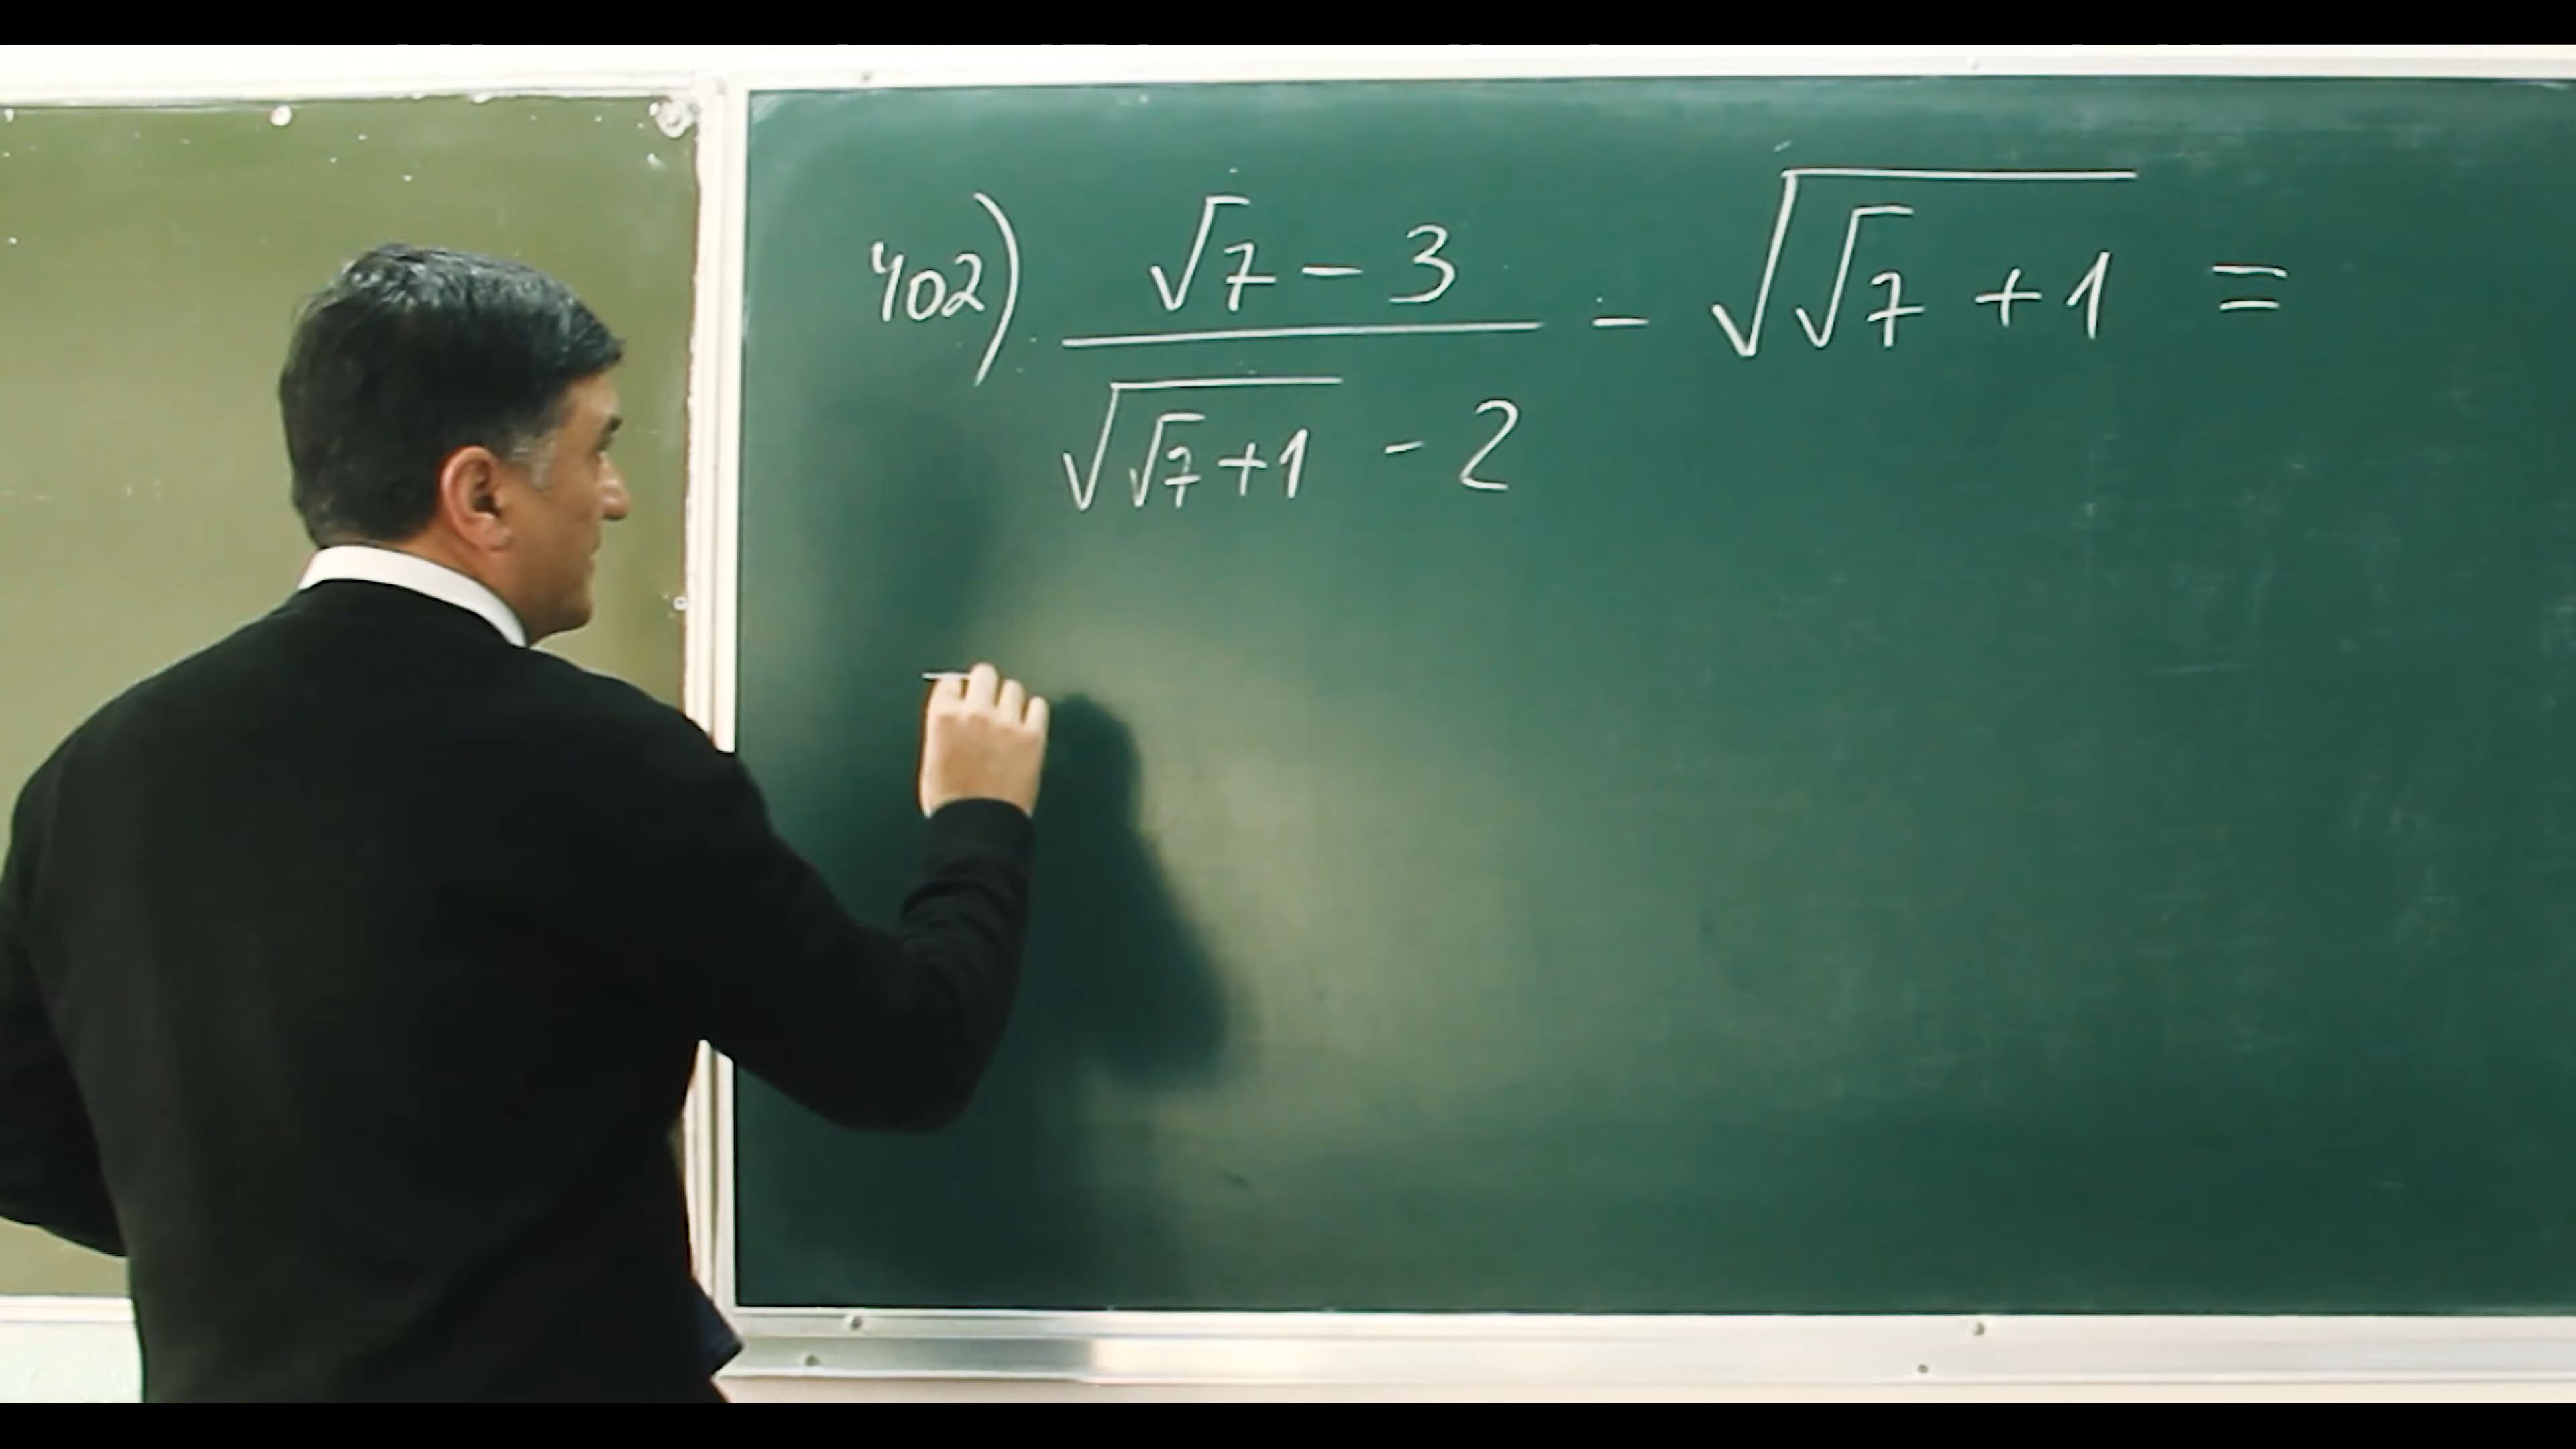 402) √7 - 3 / √(√7 + 1) - 2 - √(√7 + 1) =